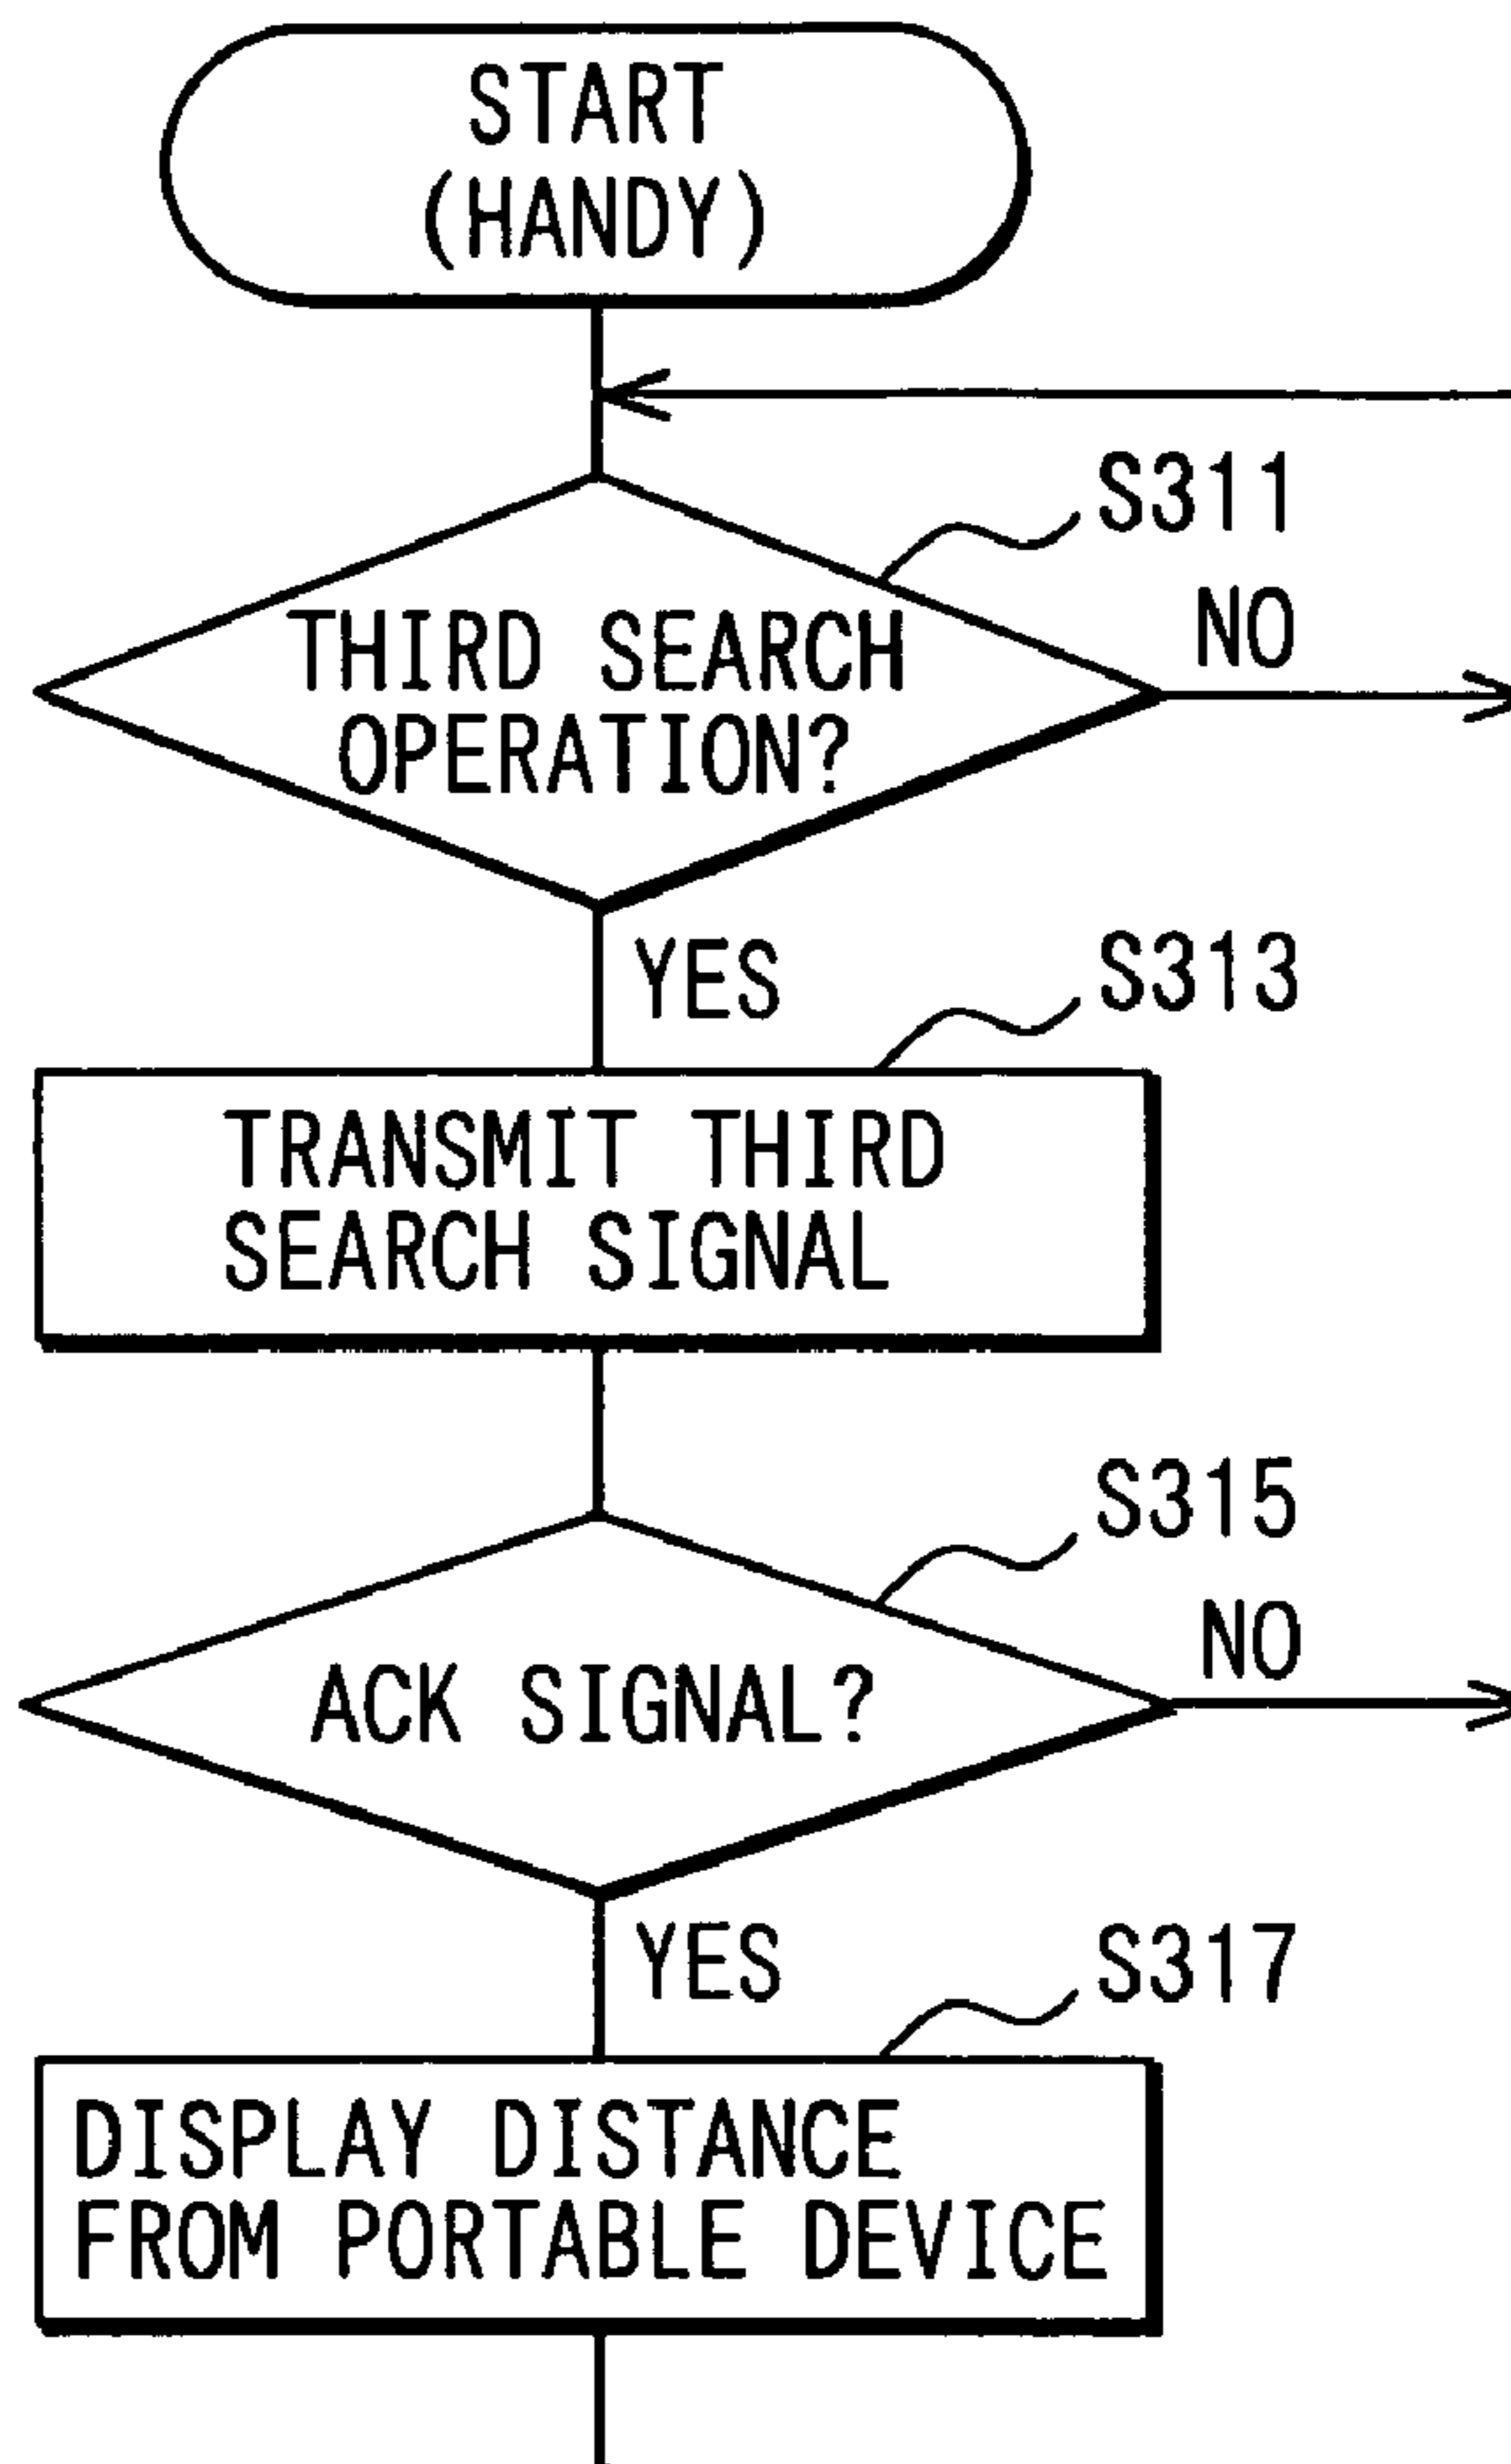 START
(HANDY)
S311
NO
THIRD SEARCH
OPERATION?
YES
S313
TRANSMIT THIRD
SEARCH SIGNAL
S315
NO
ACK SIGNAL?
YES
S317
DISPLAY DISTANCE
FROM PORTABLE DEVICE